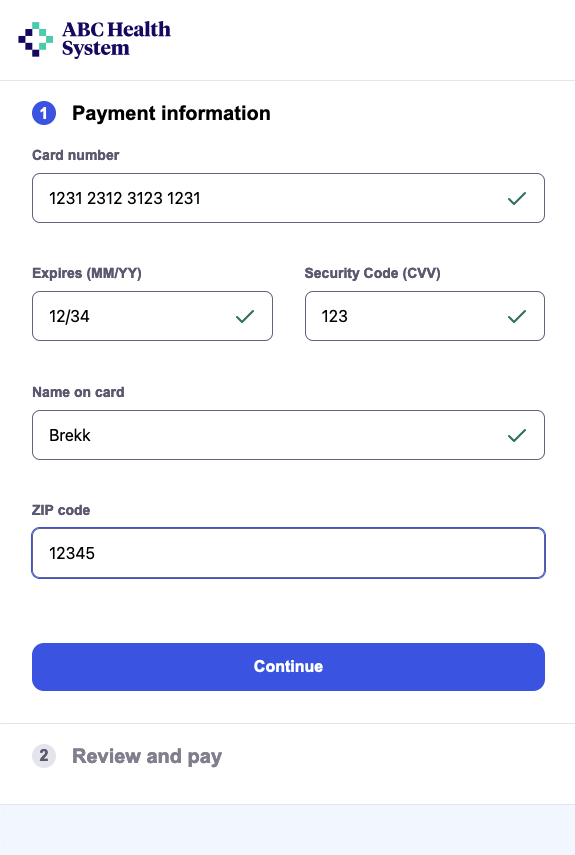 ABC Health
System
1 Payment information
Card number
1231 2312 3123 1231
Expires (MM/YY) Security Code (CVV)
12/34 123
Name on card
Brekk
ZIP code
12345
Continue
2 Review and pay